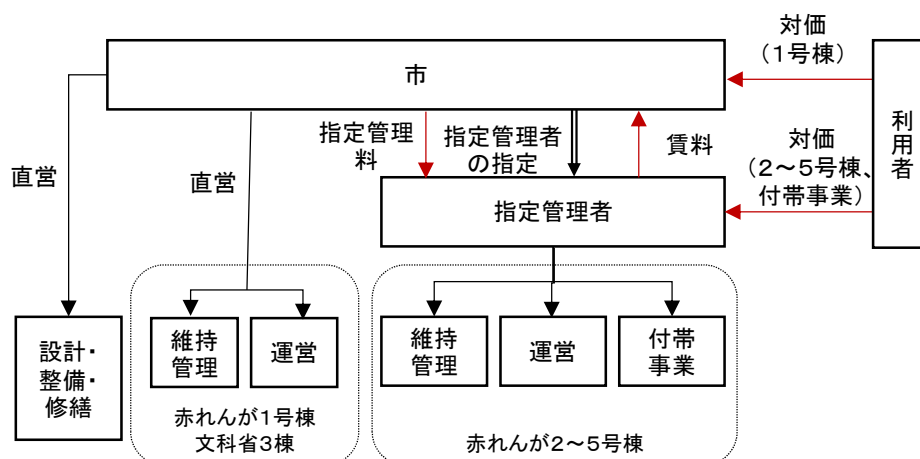 対価
（1号棟）
市
利用者
指定管理
料
指定管理者
の指定
賃料
対価
（2～5号棟、
付帯事業）
直営
直営
指定管理者
設計・
整備・
修繕
維持
管理
運営
維持
管理
運営
付帯
事業
赤れんが1号棟
文科省3棟
赤れんが2～5号棟